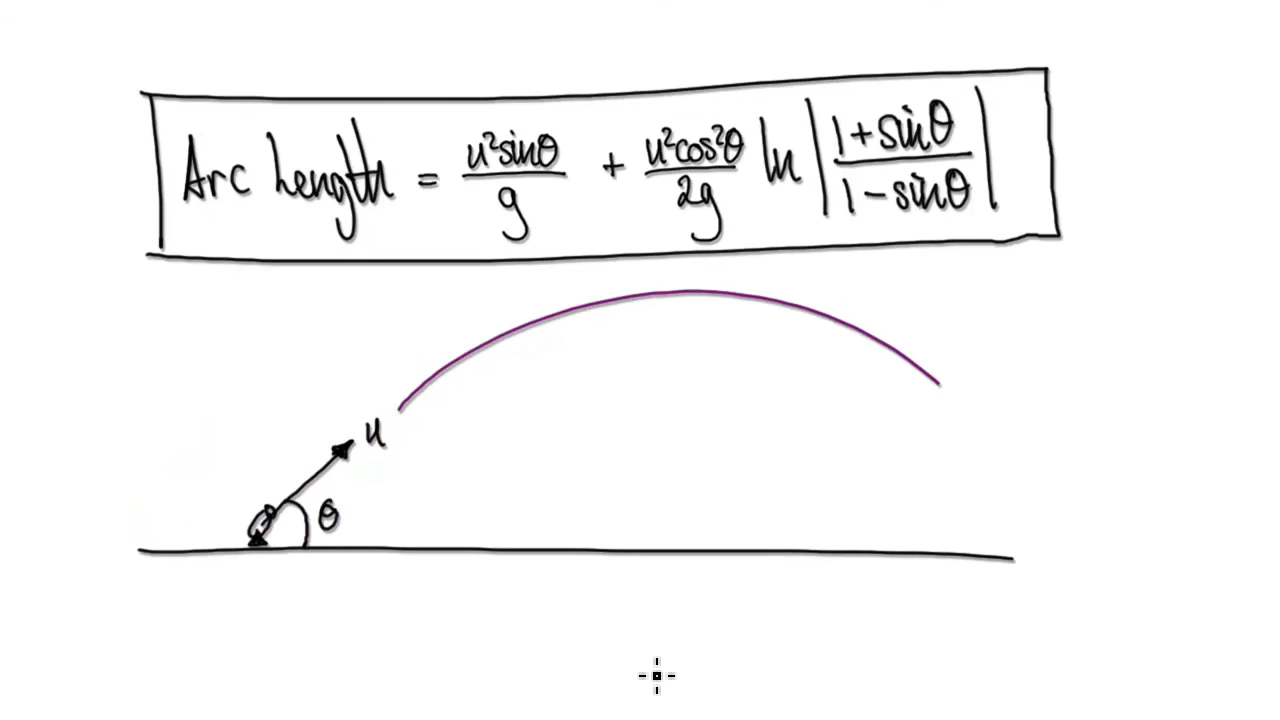 Arc Length = u²sinθ/g + u²cos²θ/2g ln |1+sinθ/1-sinθ|
u
θ